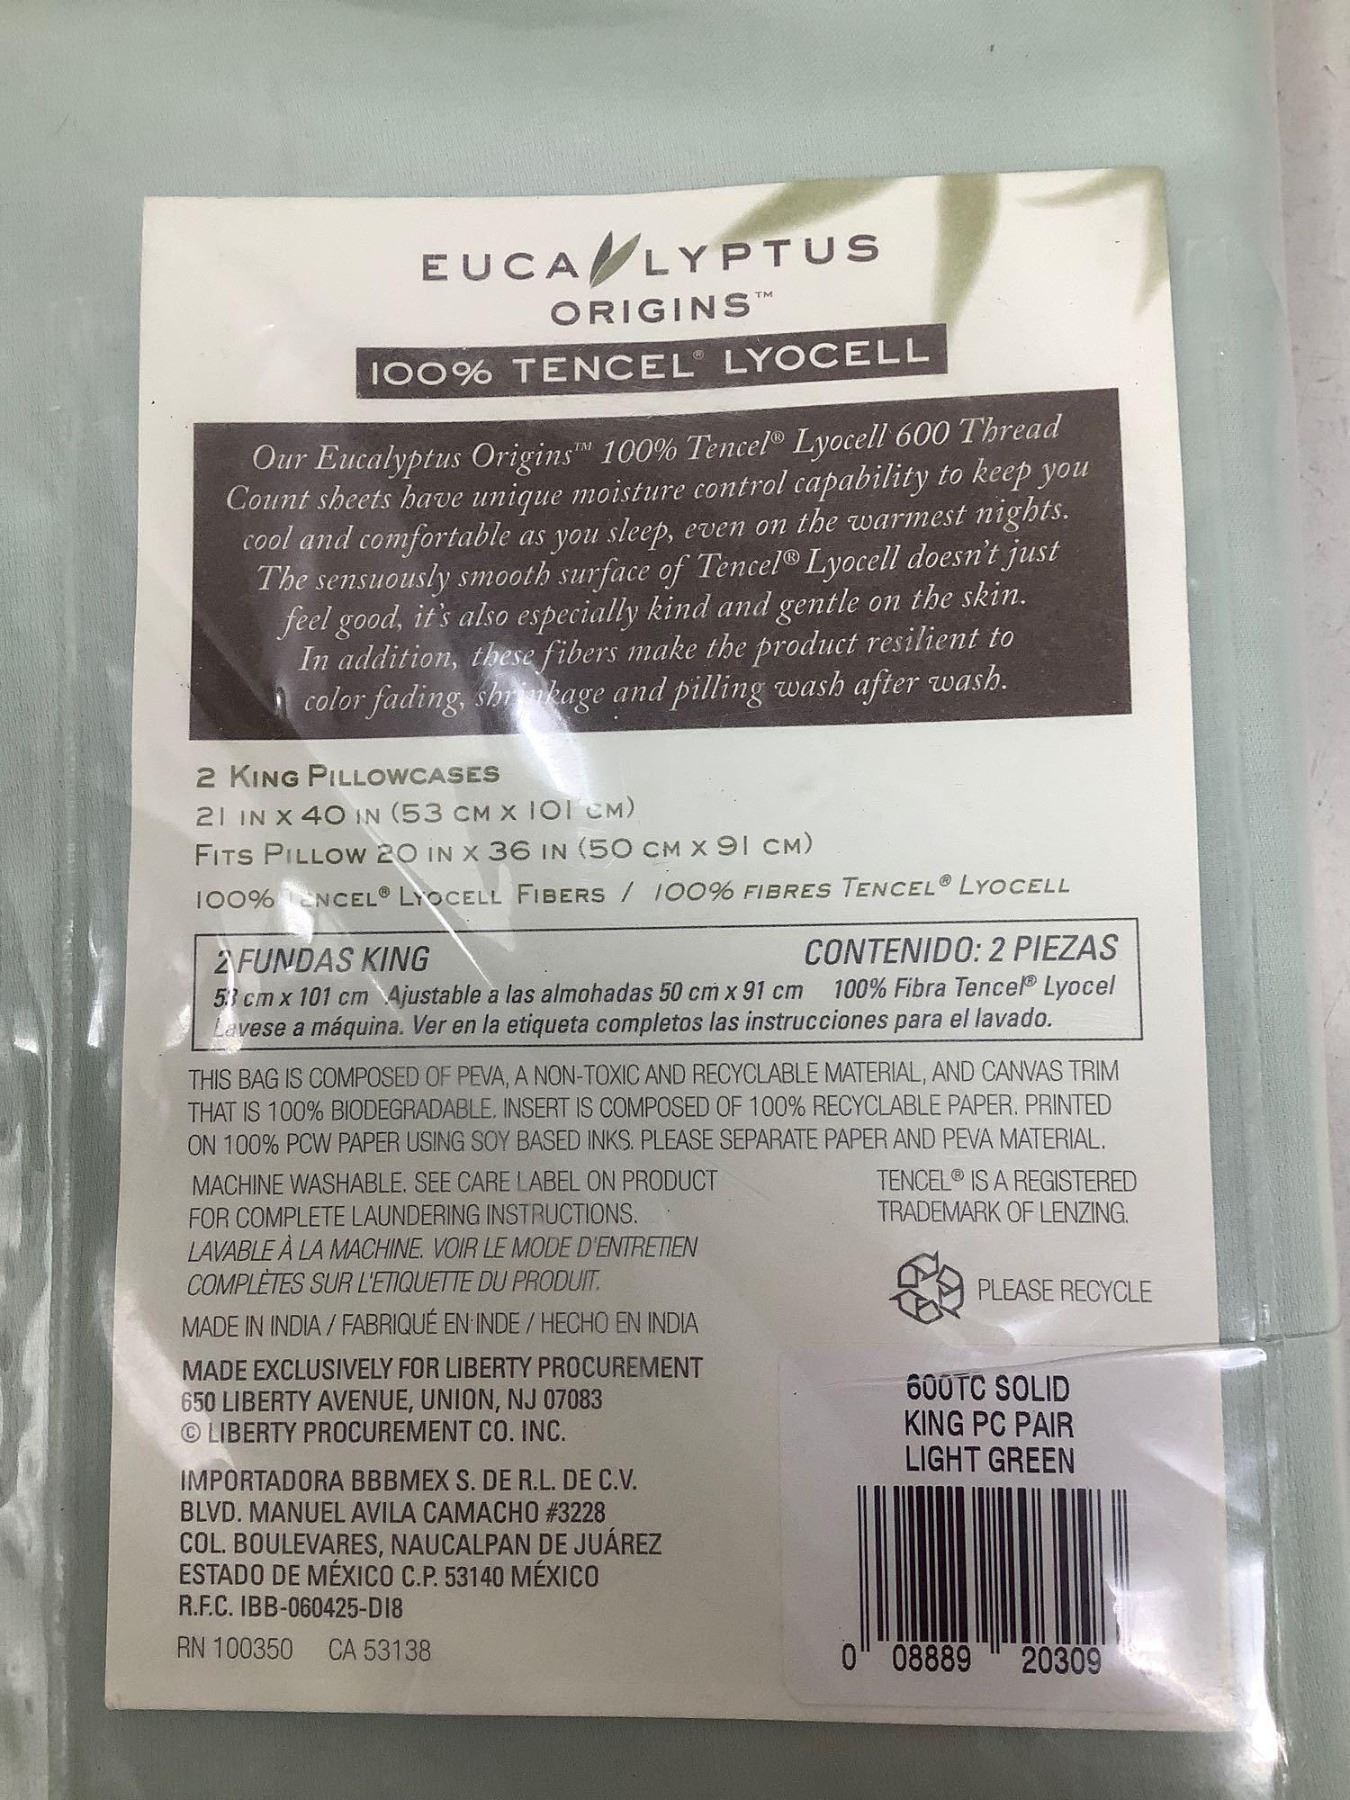 EUCALYPTUS
ORIGINS™
100% TENCEL® LYOCELL
Our Eucalyptus Origins™ 100% Tencel® Lyocell 600 Thread
Count sheets have unique moisture control capability to keep you
cool and comfortable as you sleep, even on the warmest nights.
The sensuously smooth surface of Tencel® Lyocell doesn't just
feel good, it's also especially kind and gentle on the skin.
In addition, these fibers make the product resilient to
color fading, shrinkage and pilling wash after wash.
2 KING PILLOWCASES
21 IN X 40 IN (53 CM X 101 CM)
FITS PILLOW 20 IN X 36 IN (50 CM X 91 CM)
100% TENCEL® LYOCELL FIBERS / 100% FIBRES TENCEL® LYOCELL
2 FUNDAS KING CONTENIDO: 2 PIEZAS
53 cm x 101 cm Ajustable a las almohadas 50 cm x 91 cm 100% Fibra Tencel® Lyocel
Lavese a máquina. Ver en la etiqueta completos las instrucciones para el lavado.
THIS BAG IS COMPOSED OF PEVA, A NON-TOXIC AND RECYCLABLE MATERIAL, AND CANVAS TRIM
THAT IS 100% BIODEGRADABLE. INSERT IS COMPOSED OF 100% RECYCLABLE PAPER. PRINTED
ON 100% PCW PAPER USING SOY BASED INKS. PLEASE SEPARATE PAPER AND PEVA MATERIAL.
MACHINE WASHABLE. SEE CARE LABEL ON PRODUCT
FOR COMPLETE LAUNDERING INSTRUCTIONS.
LAVABLE À LA MACHINE. VOIR LE MODE D'ENTRETIEN
COMPLÈTES SUR L'ETIQUETTE DU PRODUIT.
TENCEL® IS A REGISTERED
TRADEMARK OF LENZING.
PLEASE RECYCLE
MADE IN INDIA / FABRIQUÉ EN INDE / HECHO EN INDIA
MADE EXCLUSIVELY FOR LIBERTY PROCUREMENT
650 LIBERTY AVENUE, UNION, NJ 07083
© LIBERTY PROCUREMENT CO. INC.
IMPORTADORA BBBMEX S. DE R.L. DE C.V.
BLVD. MANUEL AVILA CAMACHO #3228
COL. BOULEVARES, NAUCALPAN DE JUÁREZ
ESTADO DE MÉXICO C.P. 53140 MÉXICO
R.F.C. IBB-060425-DI8
RN 100350 CA 53138
600TC SOLID
KING PC PAIR
LIGHT GREEN
0 08889 20309